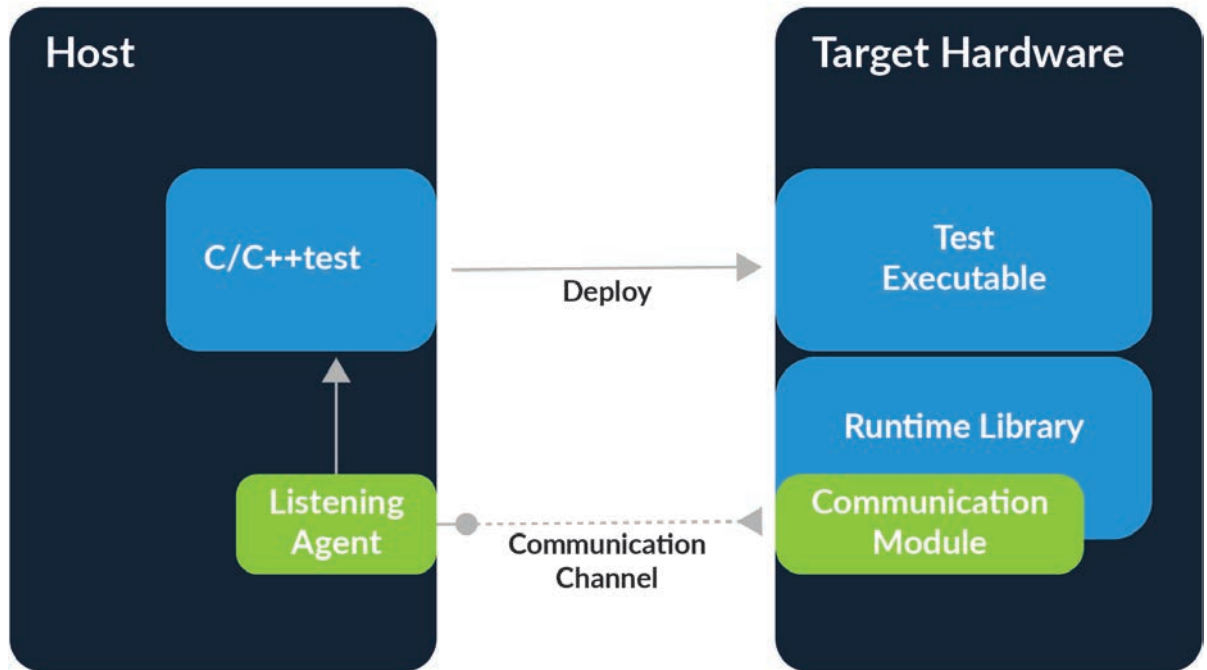 Host
Target Hardware
C/C++test
Deploy
Test
Executable
Runtime Library
Listening
Agent
Communication
Channel
Communication
Module